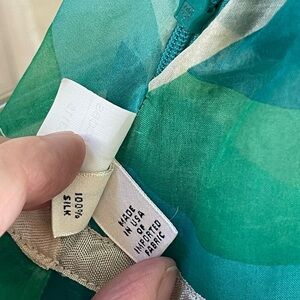 100%
SILK
MADE
IN USA
OF
IMPORTED
FABRIC